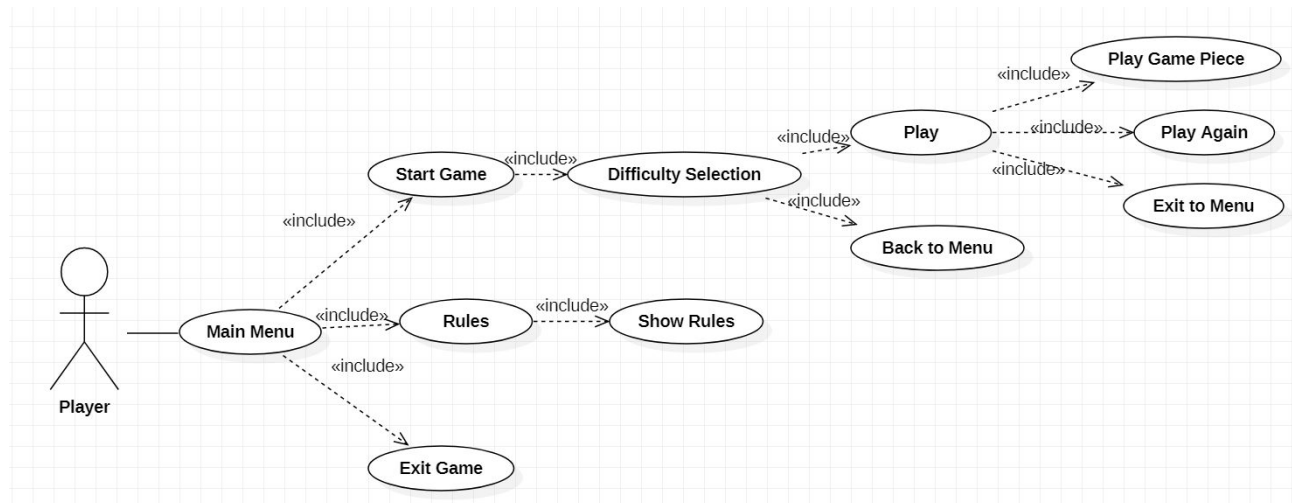 Play Game Piece
«include»
Play
«include»
Play Again
«include»
Start Game
«include»
Difficulty Selection
«include»
Exit to Menu
«include»
«include»
Back to Menu
Main Menu
«include»
Rules
«include»
Show Rules
«include»
Player
Exit Game